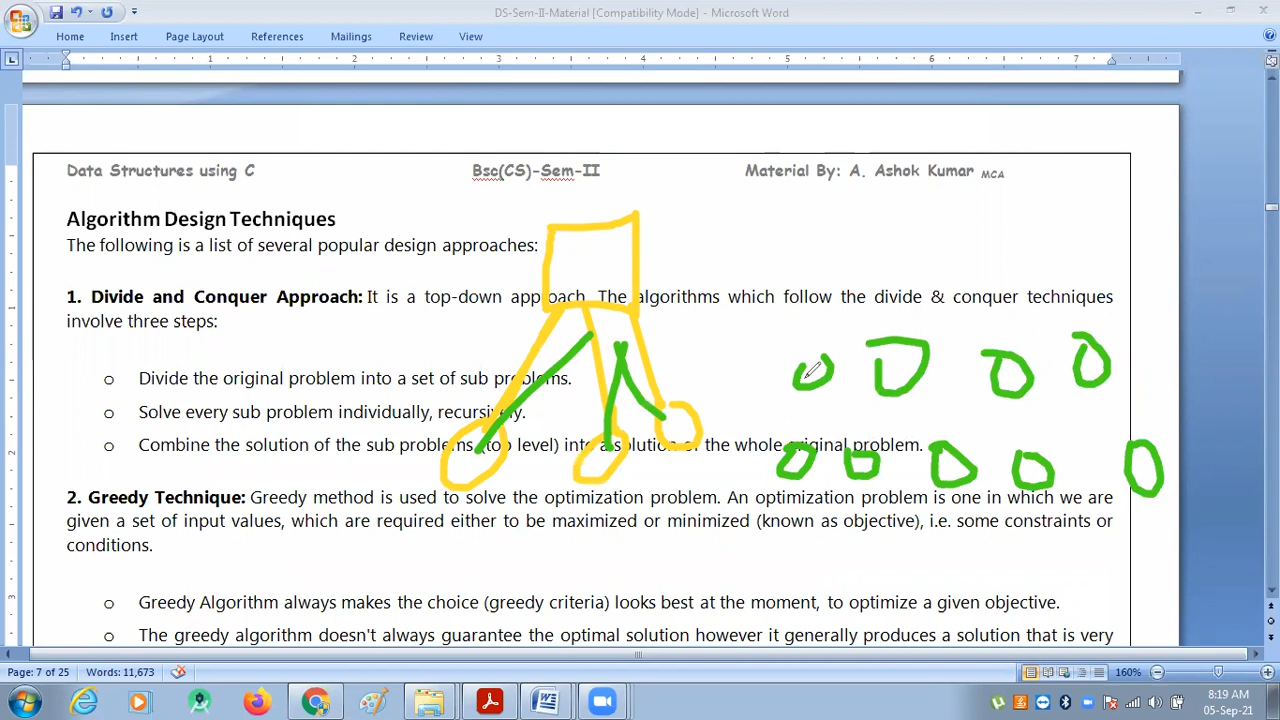 DS-Sem-II-Material [Compatibility Mode] - Microsoft Word
Home Insert Page Layout References Mailings Review View
1 2 3 4 5 6 7
Data Structures using C Bsc(CS)-Sem-II Material By: A. Ashok Kumar MCA
Algorithm Design Techniques
The following is a list of several popular design approaches:
1. Divide and Conquer Approach: It is a top-down approach. The algorithms which follow the divide & conquer techniques
involve three steps:
o Divide the original problem into a set of sub problems.
o Solve every sub problem individually, recursively.
o Combine the solution of the sub problems (top level) into a solution of the whole original problem.
2. Greedy Technique: Greedy method is used to solve the optimization problem. An optimization problem is one in which we are
given a set of input values, which are required either to be maximized or minimized (known as objective), i.e. some constraints or
conditions.
o Greedy Algorithm always makes the choice (greedy criteria) looks best at the moment, to optimize a given objective.
o The greedy algorithm doesn't always guarantee the optimal solution however it generally produces a solution that is very
Page: 7 of 25 Words: 11,673 160%
8:19 AM
05-Sep-21